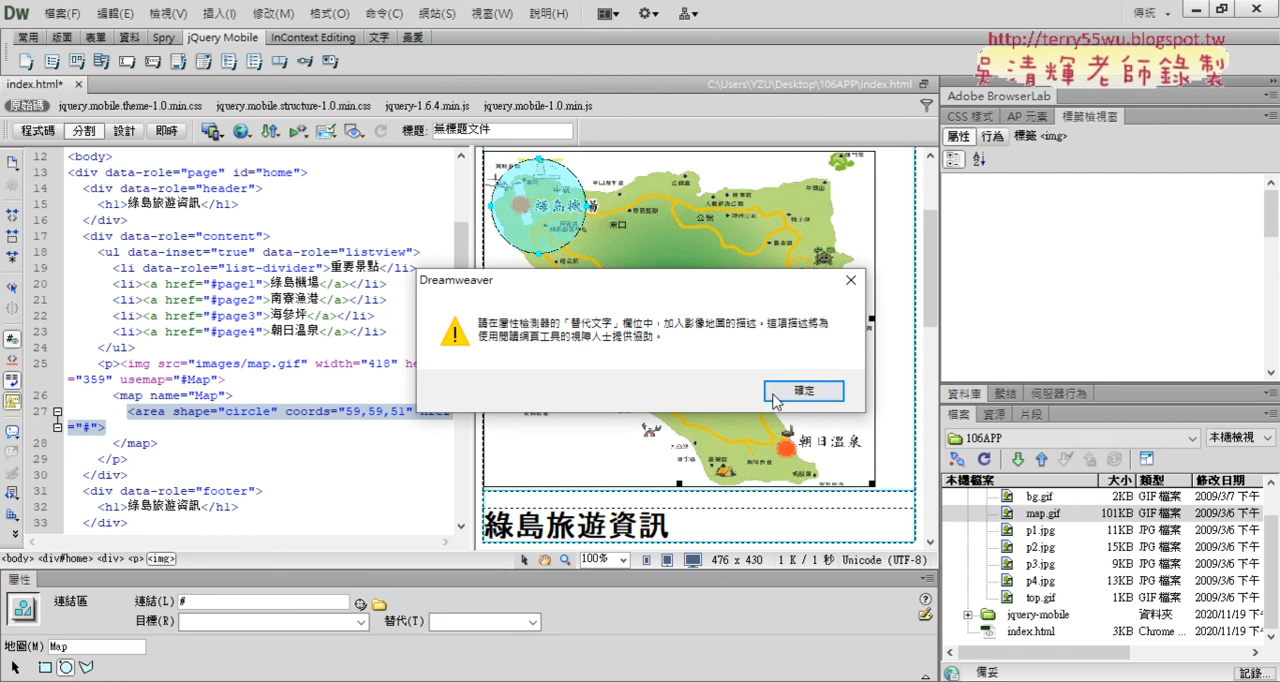 Dw 檔案(F) 編輯(E) 檢視(V) 插入(I) 修改(M) 格式(O) 命令(C) 網站(S) 視窗(W) 說明(H) 傳統
常用 版面 表單 資料 Spry jQuery Mobile InContext Editing 文字 我的最愛
http://terry55wu.blogspot.tw
吳清輝老師錄製
index.html* C:\Users\YZU\Desktop\106APP\index.html
原始碼 jquery.mobile.theme-1.0.min.css jquery.mobile.structure-1.0.min.css jquery-1.6.4.min.js jquery.mobile-1.0.min.js
程式碼 分割 設計 即時 標題: 無標題文件
Adobe BrowserLab
CSS 樣式 AP 元素 標籤檢視窗
屬性 行為 標籤 <img>
12 <body>
13 <div data-role="page" id="home">
14 <div data-role="header">
15 <h1>綠島旅遊資訊</h1>
16 </div>
17 <div data-role="content">
18 <ul data-inset="true" data-role="listview">
19 <li data-role="list-divider">重要景點</li>
20 <li><a href="#page1">綠島機場</a></li>
21 <li><a href="#page2">南寮漁港</a></li>
22 <li><a href="#page3">海參坪</a></li>
23 <li><a href="#page4">朝日溫泉</a></li>
24 </ul>
25 <p><img src="images/map.gif" width="418" he
="359" usemap="#Map">
26 <map name="Map">
27 <area shape="circle" coords="59,59,51" href
="#">
28 </map>
29 </p>
30 </div>
31 <div data-role="footer">
32 <h1>綠島旅遊資訊</h1>
33 </div>
綠島機場
公館
朝日溫泉
綠島旅遊資訊
Dreamweaver
請在屬性檢測器的「替代文字」欄位中，加入影像地圖的描述。這項描述將為
使用閱讀網頁工具的視障人士提供協助。
確定
<body> <div#home> <div> <p> <img> 100% 476 x 430 1 K / 1 秒 Unicode (UTF-8)
屬性
連結區 連結(L) #
目標(R) 替代(T)
地圖(M) Map
資料庫 繫結 伺服器行為
檔案 資源 片段
106APP 本機檢視
本機檔案 大小 類型 修改日期
bg.gif 2KB GIF 檔案 2009/3/7 下午
map.gif 101KB GIF 檔案 2009/3/6 下午
p1.jpg 11KB JPG 檔案 2009/3/6 下午
p2.jpg 15KB JPG 檔案 2009/3/6 下午
p3.jpg 9KB JPG 檔案 2009/3/6 下午
p4.jpg 13KB JPG 檔案 2009/3/6 下午
top.gif 1KB GIF 檔案 2009/3/6 下午
jquery-mobile 資料夾 2020/11/19 下
index.html 3KB Chrome ... 2020/11/19 下
備妥 記錄...